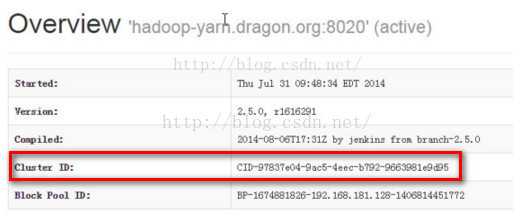 Overview 'hadoop-yarn.dragon.org:8020' (active)
http://blog.csdn.net/
Started: Thu Jul 31 09:48:34 EDT 2014
Version: 2.5.0, r1616291
http://blog.csdn.net/
Compiled: 2014-08-06T17:31Z by jenkins from branch-2.5.0
Cluster ID: CID-97837e04-9ac5-4eec-b792-9663981e9d95
Block Pool ID: BP-1674881826-192.168.181.128-1406814451772